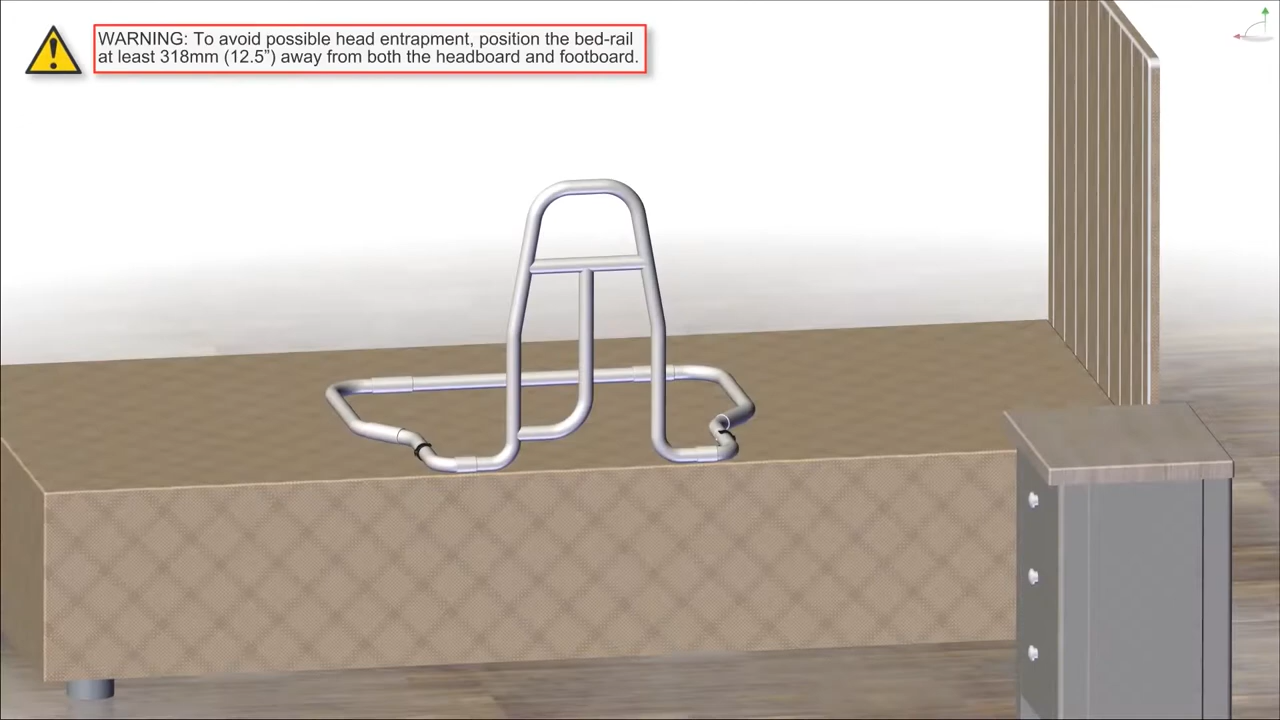 WARNING: To avoid possible head entrapment, position the bed-rail
at least 318mm (12.5”) away from both the headboard and footboard.